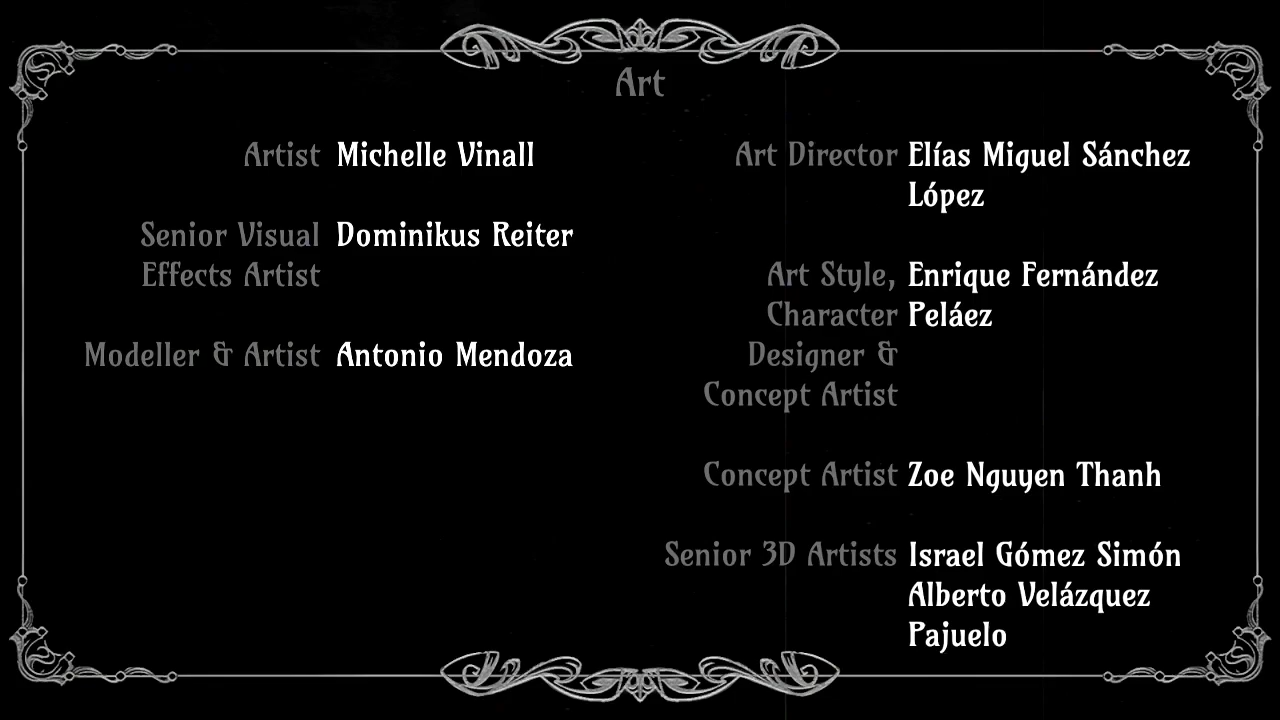 Art
Artist Michelle Vinall
Senior Visual Dominikus Reiter
Effects Artist
Modeller & Artist Antonio Mendoza
Art Director Elías Miguel Sánchez
López
Art Style, Enrique Fernández
Character Peláez
Designer &
Concept Artist
Concept Artist Zoe Nguyen Thanh
Senior 3D Artists Israel Gómez Simón
Alberto Velázquez
Pajuelo